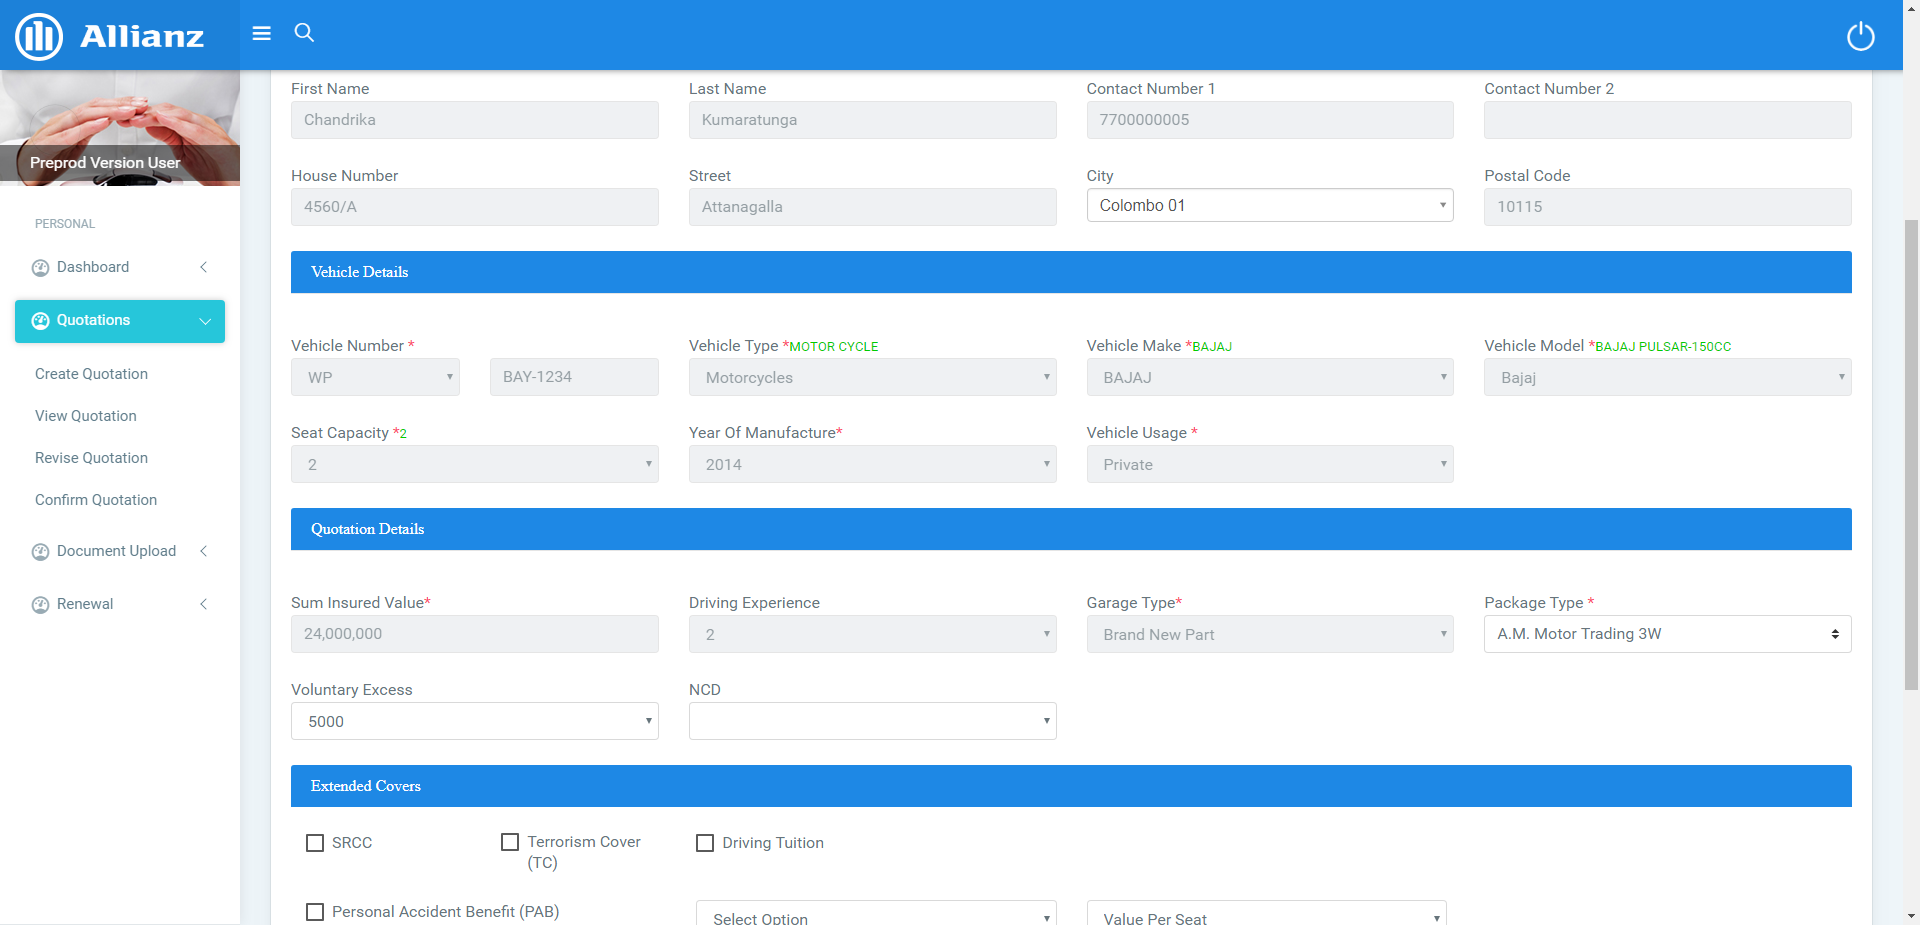 Allianz
Preprod Version User
PERSONAL
Dashboard
Quotations
Create Quotation
View Quotation
Revise Quotation
Confirm Quotation
Document Upload
Renewal
First Name
Last Name
Contact Number 1
Contact Number 2
Chandrika
Kumaratunga
7700000005
House Number
Street
City
Postal Code
4560/A
Attanagalla
Colombo 01
10115
Vehicle Details
Vehicle Number *
Vehicle Type *MOTOR CYCLE
Vehicle Make *BAJAJ
Vehicle Model *BAJAJ PULSAR-150CC
WP
BAY-1234
Motorcycles
BAJAJ
Bajaj
Seat Capacity *2
Year Of Manufacture*
Vehicle Usage *
2
2014
Private
Quotation Details
Sum Insured Value*
Driving Experience
Garage Type*
Package Type *
24,000,000
2
Brand New Part
A.M. Motor Trading 3W
Voluntary Excess
NCD
5000
Extended Covers
SRCC
Terrorism Cover
(TC)
Driving Tuition
Personal Accident Benefit (PAB)
Select Option
Value Per Seat